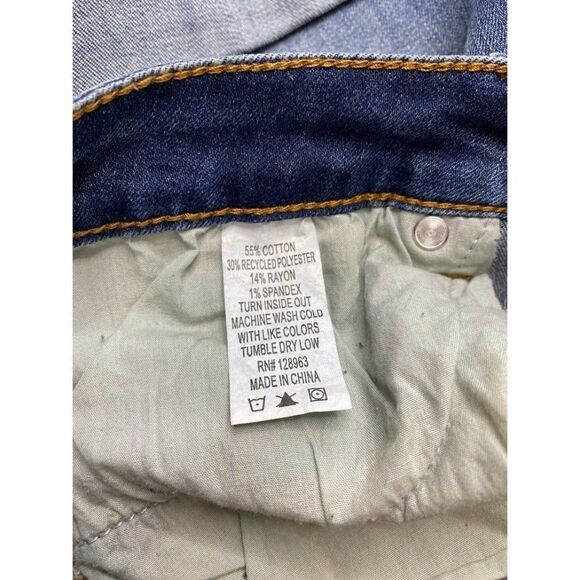 55% COTTON
30% RECYCLED POLYESTER
14% RAYON
1% SPANDEX
TURN INSIDE OUT
MACHINE WASH COLD
WITH LIKE COLORS
TUMBLE DRY LOW
RN# 128963
MADE IN CHINA